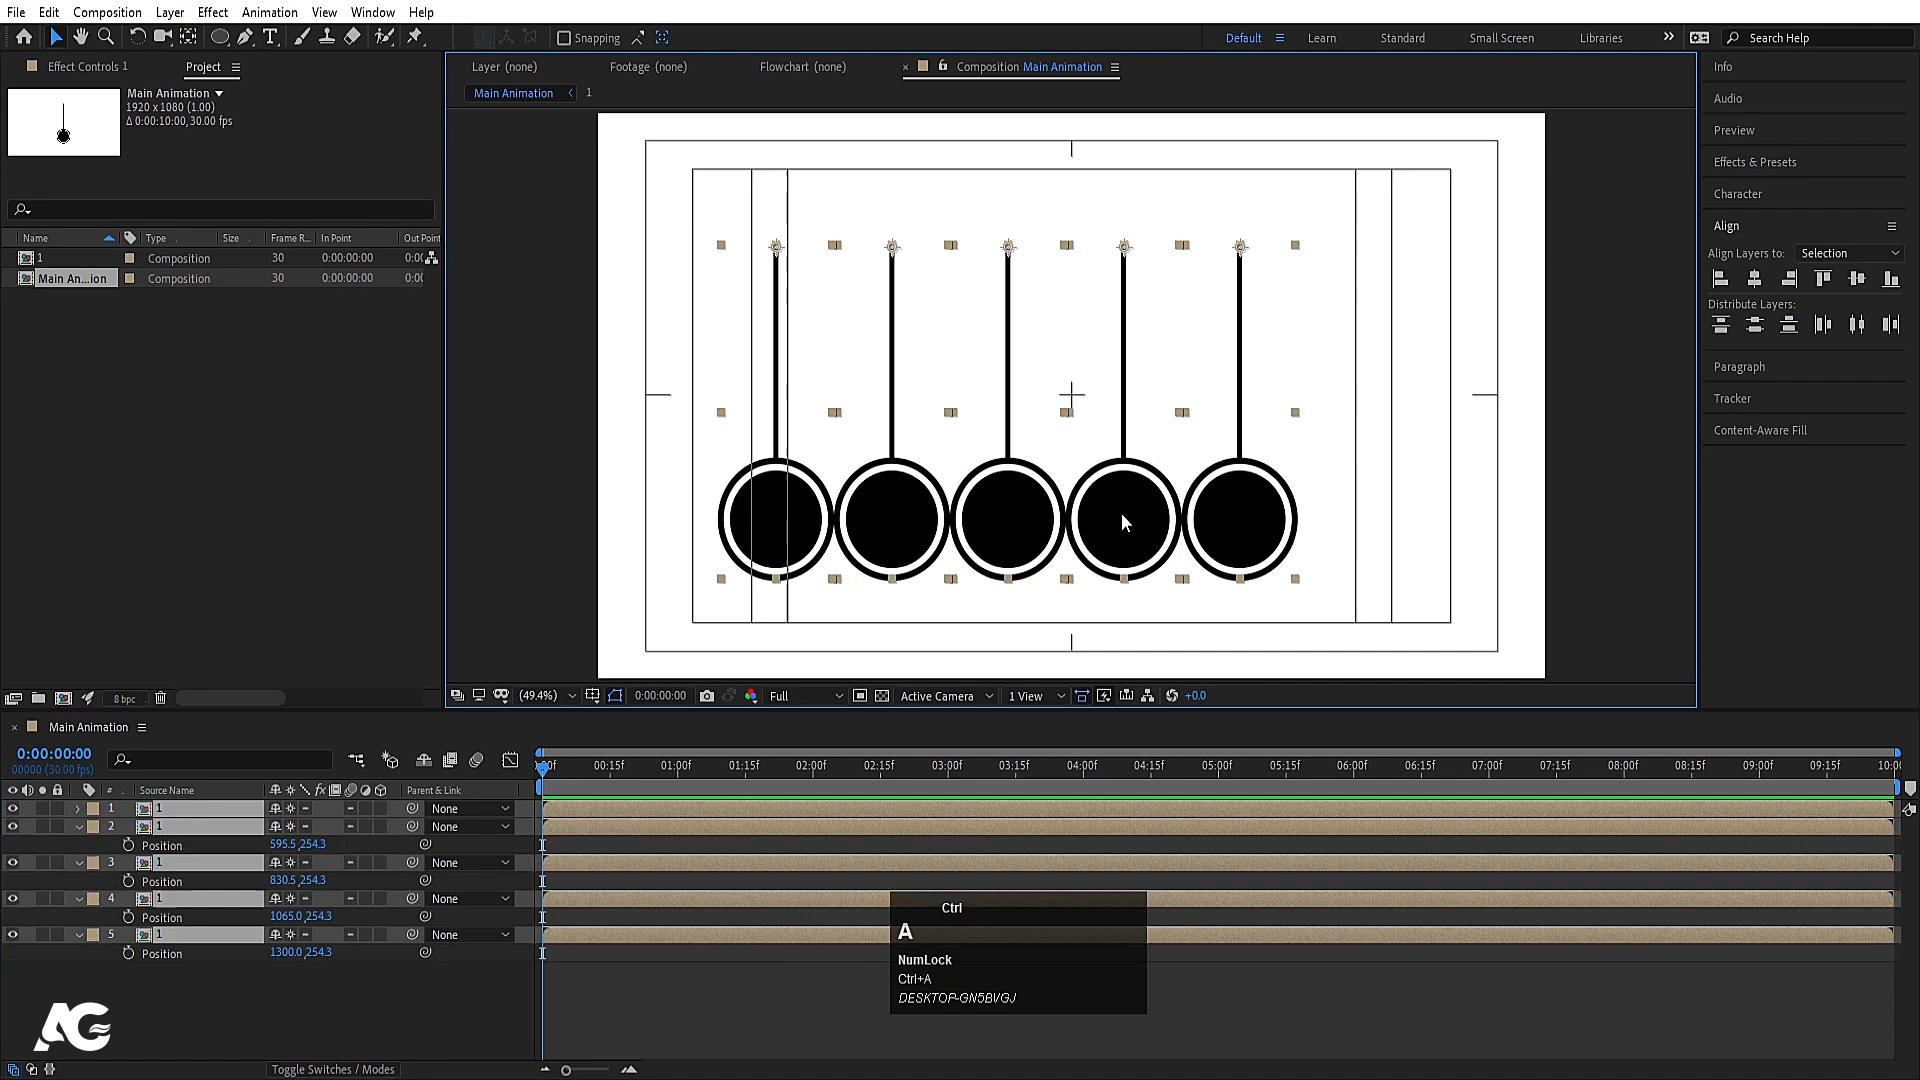 File Edit Composition Layer Effect Animation View Window Help
Snapping
Default Learn Standard Small Screen Libraries Search Help
Effect Controls 1 Project
Layer (none) Footage (none) Flowchart (none) × Composition Main Animation
Main Animation 1
Main Animation
1920 x 1080 (1.00)
Δ 0:00:10:00, 30.00 fps
Name Type Size Frame R... In Point Out Point
1 Composition 30 0:00:00:00 0:00
Main An...ion Composition 30 0:00:00:00 0:00
Info
Audio
Preview
Effects & Presets
Character
Align
Align Layers to: Selection
Distribute Layers:
Paragraph
Tracker
Content-Aware Fill
8 bpc
(49.4%) 0:00:00:00 Full Active Camera 1 View +0.0
× Main Animation
0:00:00:00
00000 (30.00 fps)
:00f 00:15f 01:00f 01:15f 02:00f 02:15f 03:00f 03:15f 04:00f 04:15f 05:00f 05:15f 06:00f 06:15f 07:00f 07:15f 08:00f 08:15f 09:00f 09:15f 10:00
# Source Name fx Parent & Link
1 1 None
2 1 None
Position 595.5,254.3
3 1 None
Position 830.5,254.3
4 1 None
Position 1065.0,254.3
5 1 None
Position 1300.0,254.3
Ctrl
A
NumLock
Ctrl+A
DESKTOP-GN5BVGJ
AG
Toggle Switches / Modes